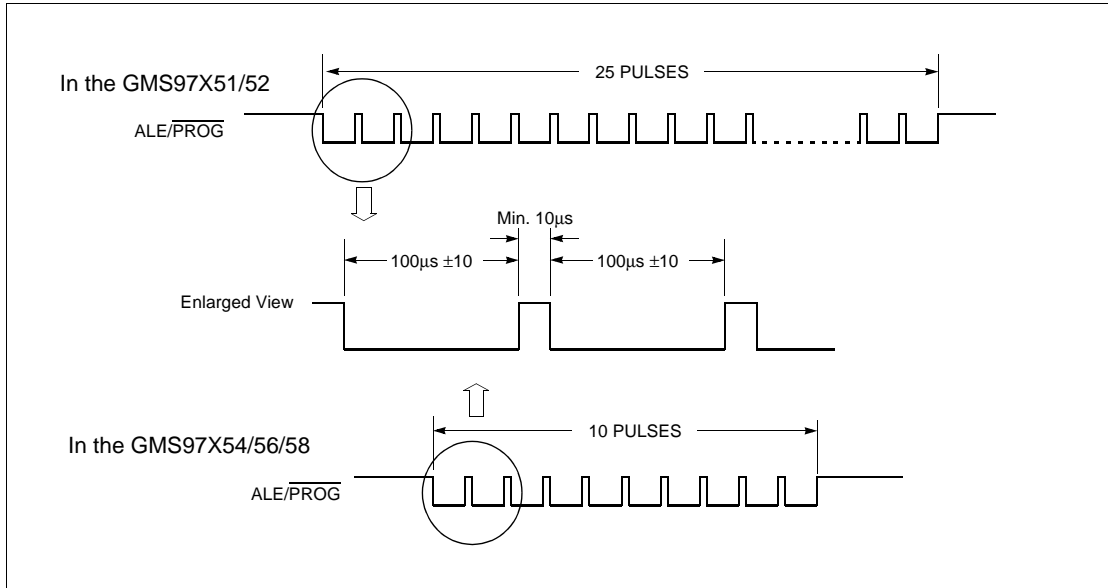 25 PULSES
In the GMS97X51/52
ALE/PROG
Min. 10µs
100µs ±10
100µs ±10
Enlarged View
10 PULSES
In the GMS97X54/56/58
ALE/PROG